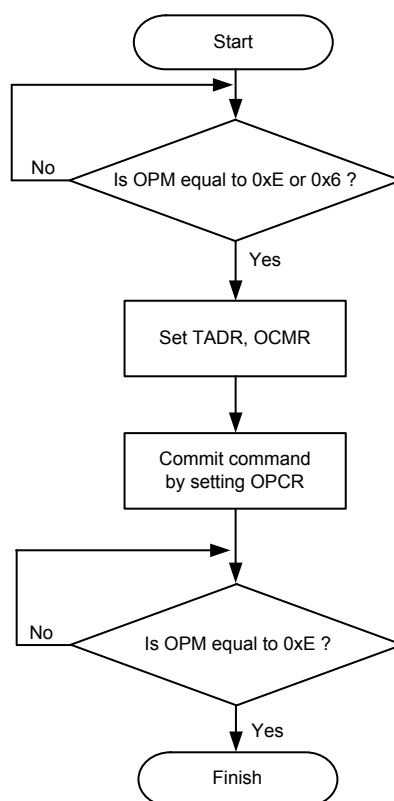 Start
No
Is OPM equal to 0xE or 0x6 ?
Yes
Set TADR, OCMR
Commit command
by setting OPCR
No
Is OPM equal to 0xE ?
Yes
Finish